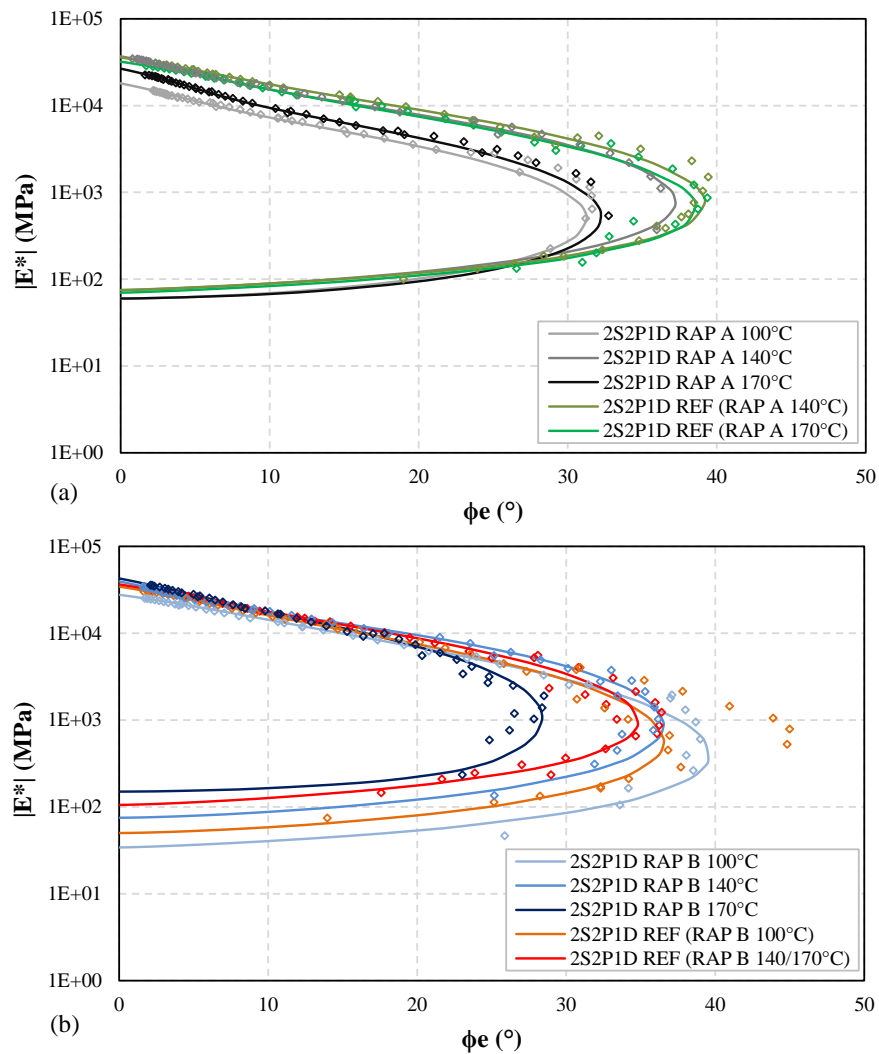 1E+05
1E+04
1E+03
1E+02
1E+01
1E+00
|E*| (MPa)
2S2P1D RAP A 100°C
2S2P1D RAP A 140°C
2S2P1D RAP A 170°C
2S2P1D REF (RAP A 140°C)
2S2P1D REF (RAP A 170°C)
0 10 20 30 40 50
(a)
ϕe (°)
1E+05
1E+04
1E+03
1E+02
1E+01
1E+00
|E*| (MPa)
2S2P1D RAP B 100°C
2S2P1D RAP B 140°C
2S2P1D RAP B 170°C
2S2P1D REF (RAP B 100°C)
2S2P1D REF (RAP B 140/170°C)
0 10 20 30 40 50
(b)
ϕe (°)